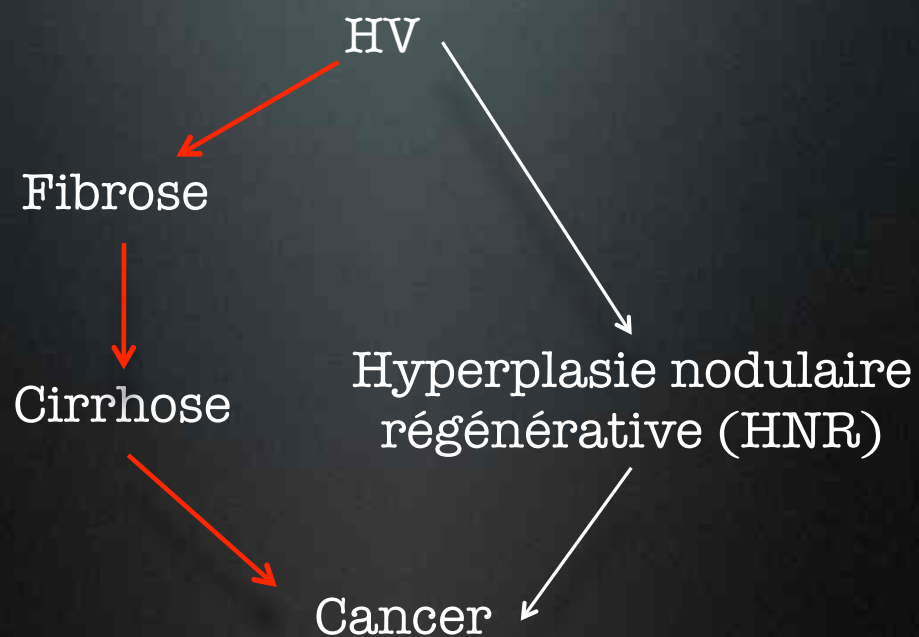 HV
Fibrose
Cirrhose
Hyperplasie nodulaire
régénérative (HNR)
Cancer